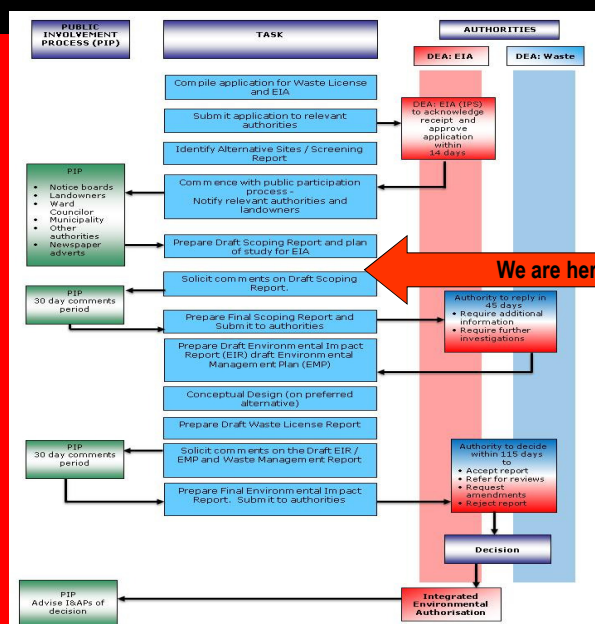 PUBLIC
INVOLVEMENT
PROCESS (PIP)
TASK
AUTHORITIES
DEA: EIA
DEA: Waste
Compile application for Waste License
and EIA
Submit application to relevant
authorities
DEA: EIA (IPS)
to acknowledge
receipt and
approve
application
within
14 days
Identify Alternative Sites / Screening
Report
PIP
• Notice boards
• Landowners
• Ward
Councilor
• Municipality
• Other
authorities
• Newspaper
adverts
Commence with public participation
process -
Notify relevant authorities and
landowners
Prepare Draft Scoping Report and plan
of study for EIA
We are her
Solicit comments on Draft Scoping
Report.
PIP
30 day comments
period
Prepare Final Scoping Report and
Submit to authorities
Authority to reply in
45 days
• Require additional
information
• Require further
investigations
Prepare Draft Environmental Impact
Report (EIR) draft Environmental
Management Plan (EMP)
Conceptual Design (on preferred
alternative)
Prepare Draft Waste License Report
PIP
30 day comments
period
Solicit comments on the Draft EIR /
EMP and Waste Management Report
Prepare Final Environmental Impact
Report. Submit to authorities
Authority to decide
within 115 days
to
• Accept report
• Refer for reviews
• Request
amendments
• Reject report
Decision
PIP
Advise I&APs of
decision
Integrated
Environmental
Authorisation